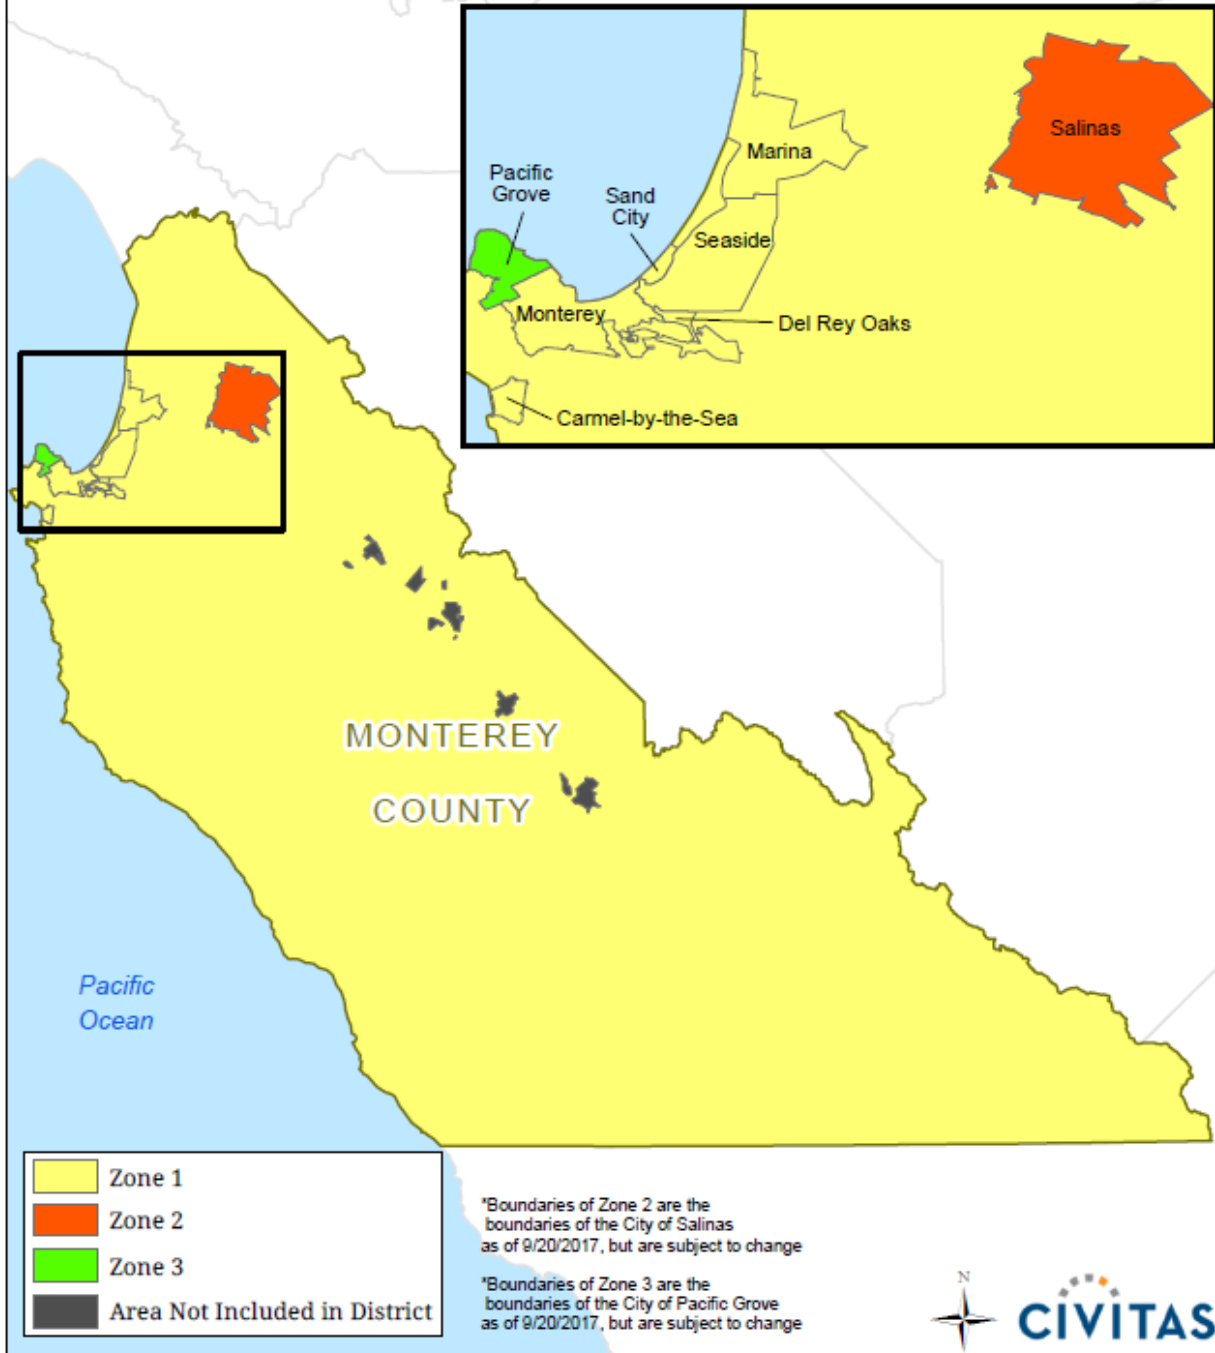 Pacific
Grove
Sand
City
Marina
Salinas
Seaside
Monterey
Del Rey Oaks
Carmel-by-the-Sea
MONTEREY
COUNTY
Pacific
Ocean
Zone 1
Zone 2
Zone 3
Area Not Included in District
*Boundaries of Zone 2 are the
boundaries of the City of Salinas
as of 9/20/2017, but are subject to change
*Boundaries of Zone 3 are the
boundaries of the City of Pacific Grove
as of 9/20/2017, but are subject to change
N
CIVITAS